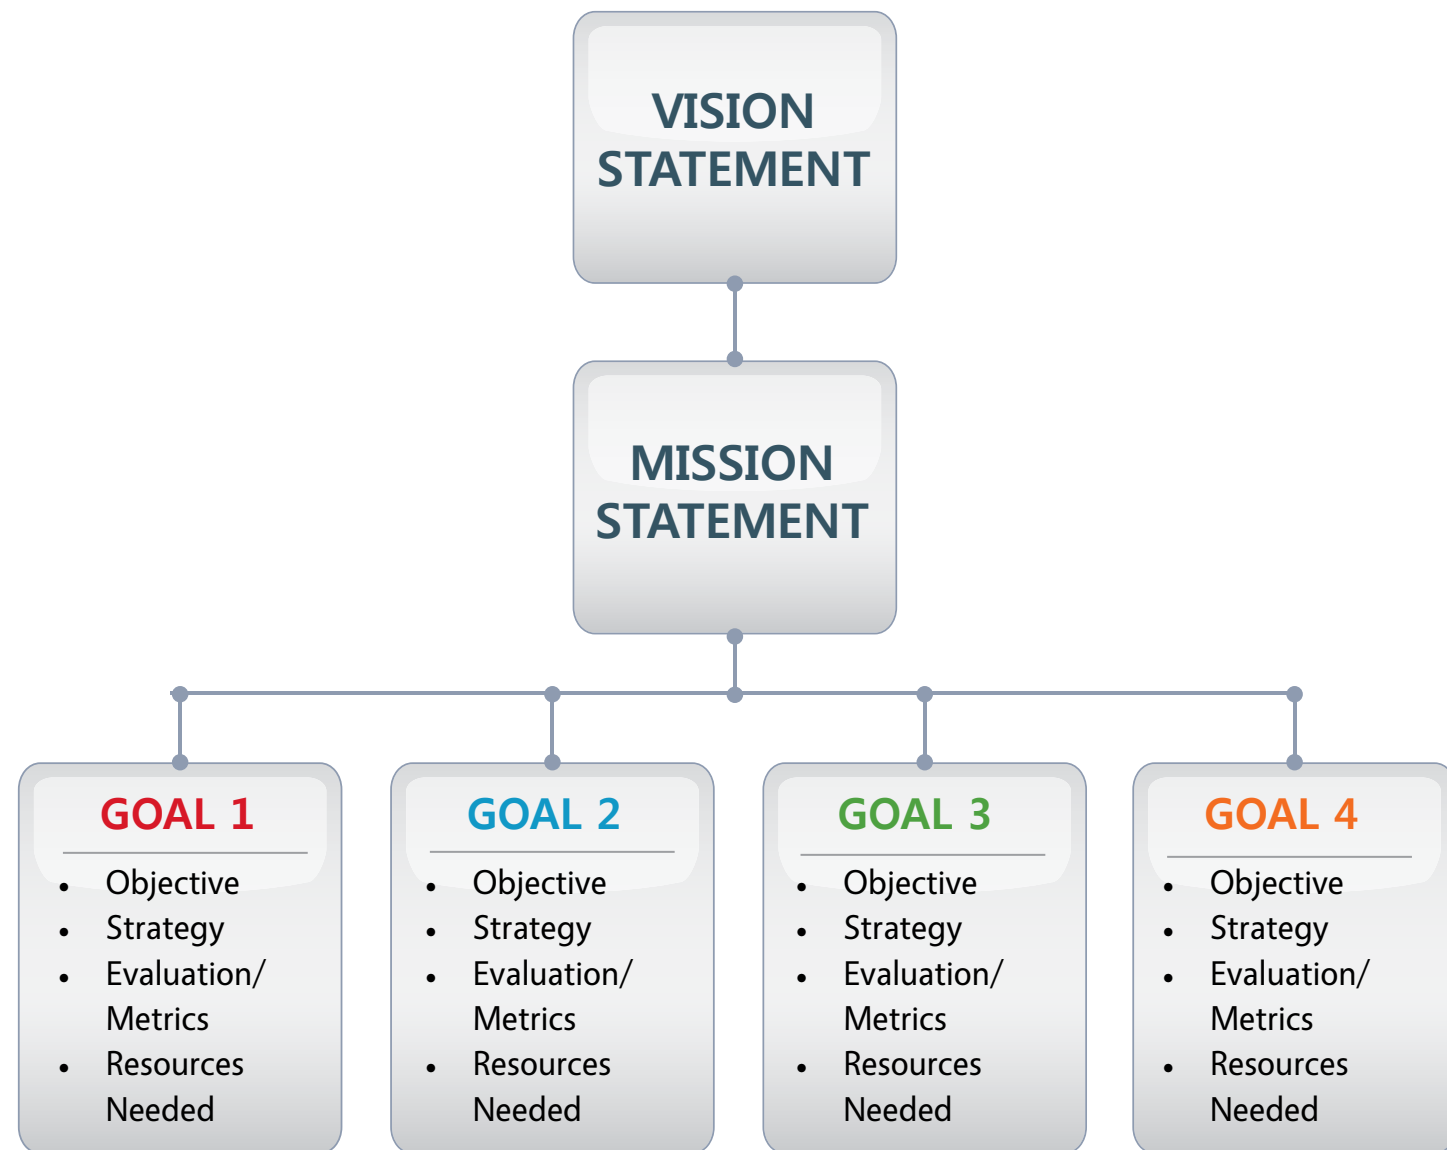 VISION
STATEMENT
MISSION
STATEMENT
GOAL 1
• Objective
• Strategy
• Evaluation/
Metrics
• Resources
Needed
GOAL 2
• Objective
• Strategy
• Evaluation/
Metrics
• Resources
Needed
GOAL 3
• Objective
• Strategy
• Evaluation/
Metrics
• Resources
Needed
GOAL 4
• Objective
• Strategy
• Evaluation/
Metrics
• Resources
Needed